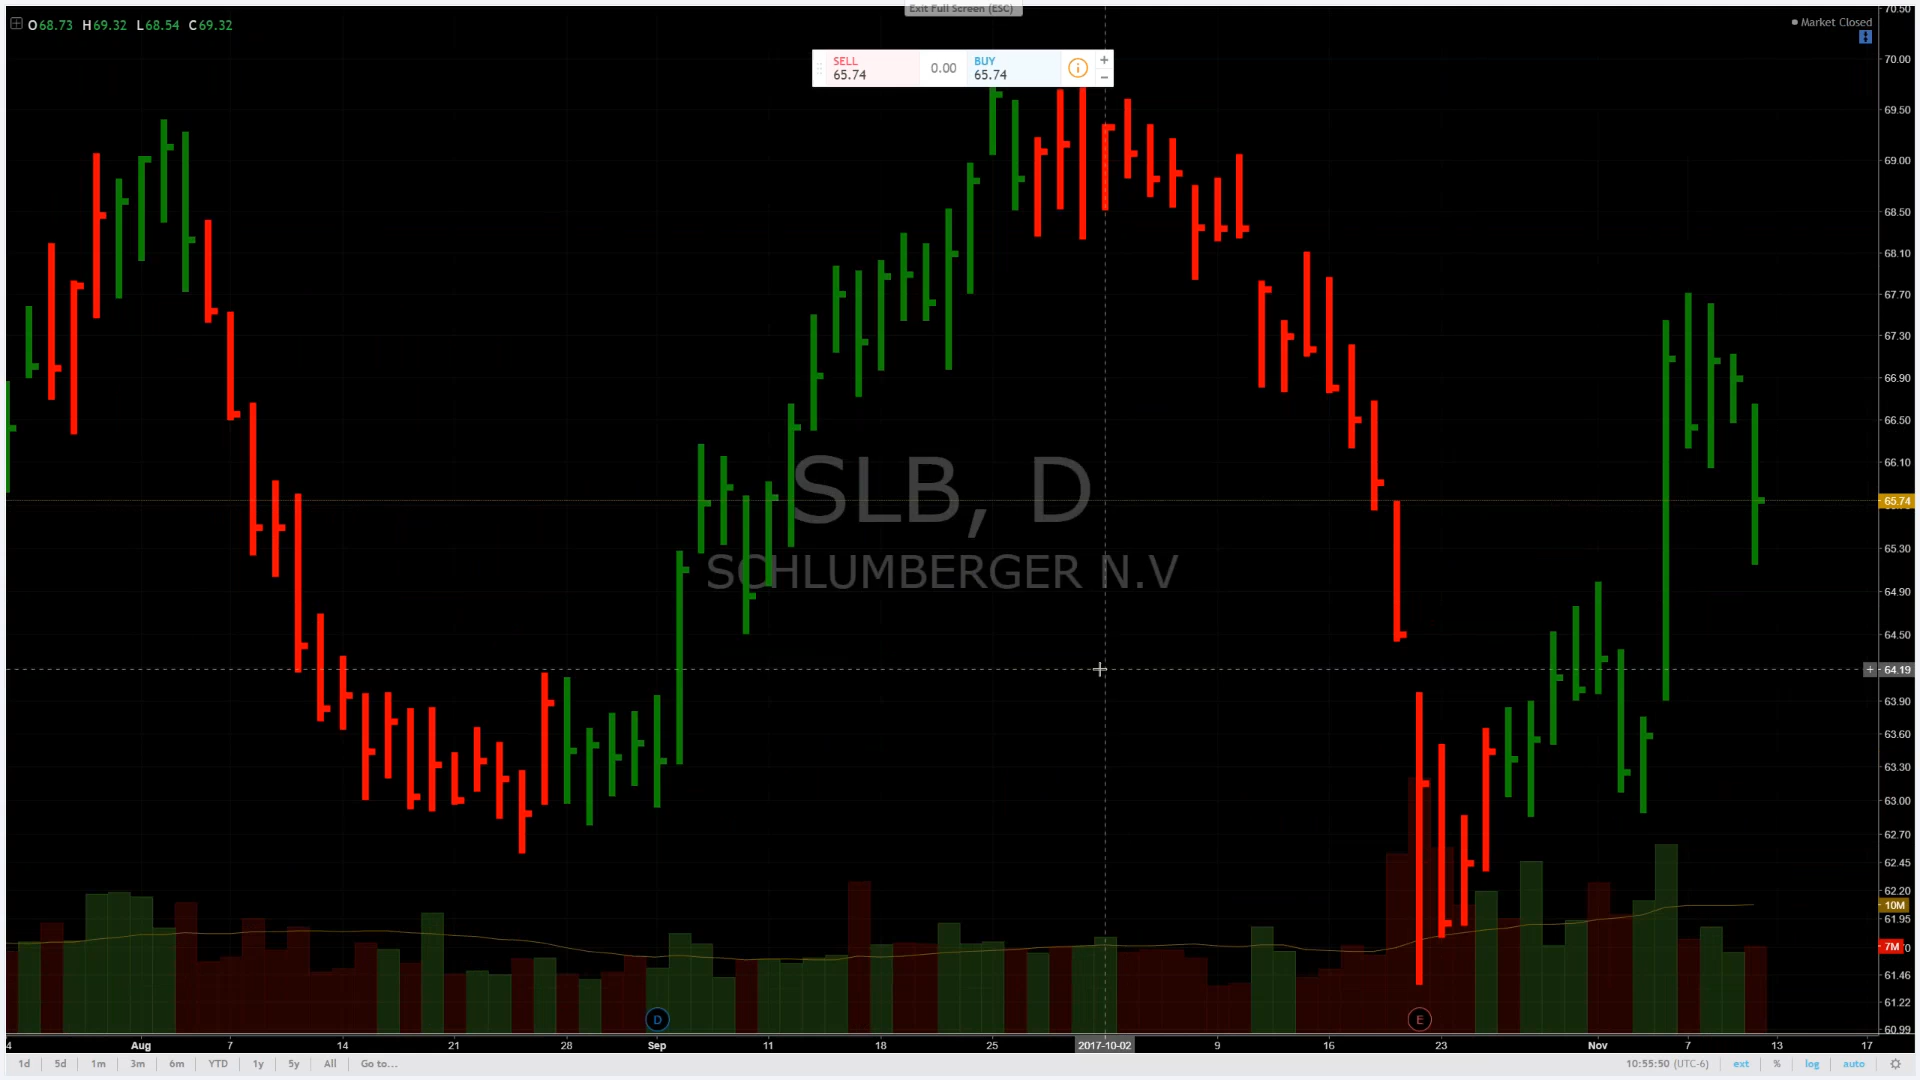 Exit Full Screen (ESC)
O68.73 H69.32 L68.54 C69.32
Market Closed
SELL
65.74
0.00
BUY
65.74
+
−
SLB, D
SCHLUMBERGER N.V
70.50
70.00
69.50
69.00
68.50
68.10
67.70
67.30
66.90
66.50
66.10
65.74
65.30
64.90
64.50
+ 64.19
63.90
63.60
63.30
63.00
62.70
62.45
62.20
10M
61.95
7M
61.46
61.22
60.99
D
E
4 Aug 7 14 21 28 Sep 11 18 25 2017-10-02 9 16 23 Nov 7 13 17
1d 5d 1m 3m 6m YTD 1y 5y All Go to...
10:55:50 (UTC-6) ext % log auto